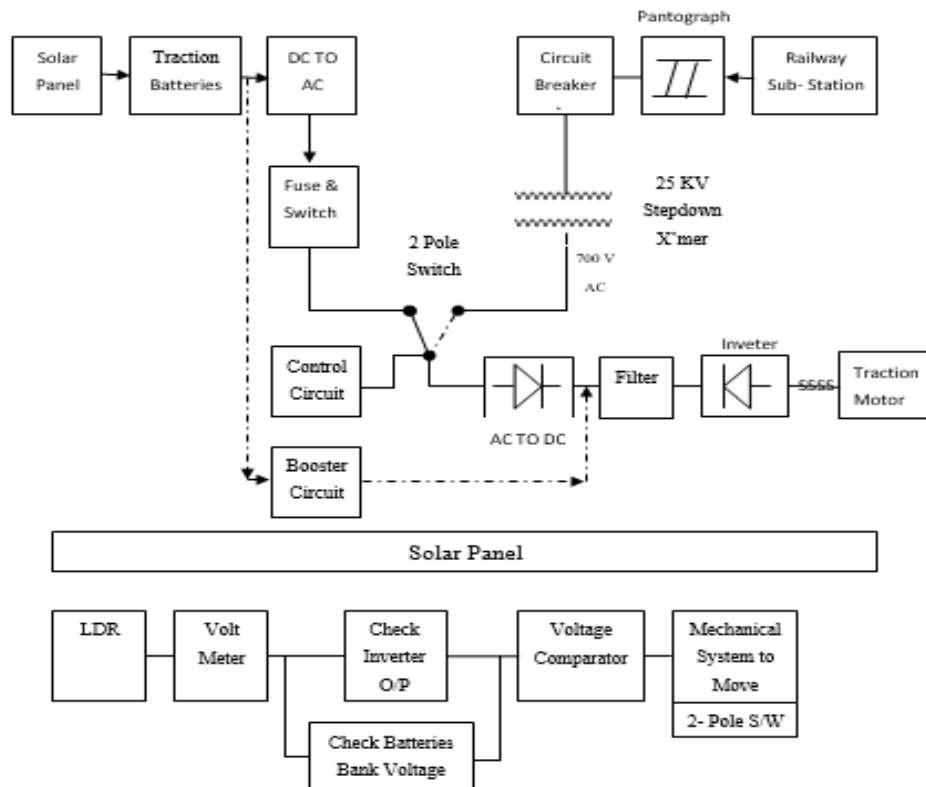 Pantograph
Solar
Panel
Traction
Batteries
DC TO
AC
Circuit
Breaker
Railway
Sub- Station
Fuse &
Switch
25 KV
Stepdown
X'mer
2 Pole
Switch
700 V
AC
Control
Circuit
AC TO DC
Filter
Inveter
SSSS
Traction
Motor
Booster
Circuit
Solar Panel
LDR
Volt
Meter
Check
Inverter
O/P
Voltage
Comparator
Mechanical
System to
Move
2- Pole S/W
Check Batteries
Bank Voltage